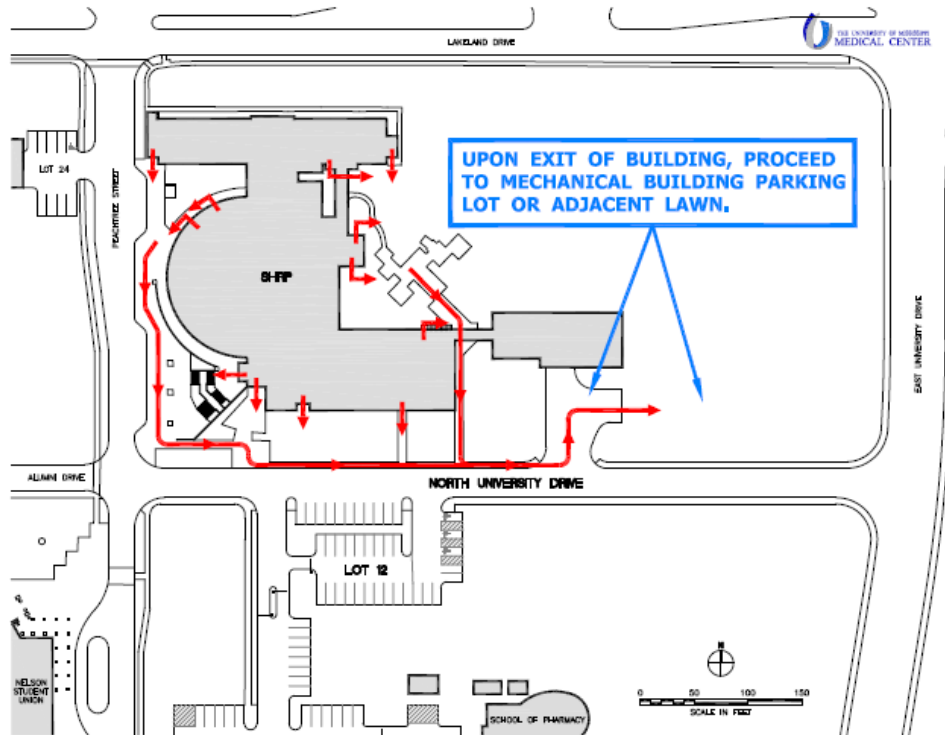 THE UNIVERSITY OF MISSISSIPPI
MEDICAL CENTER
LAKELAND DRIVE
LOT 24
PEACHTREE STREET
UPON EXIT OF BUILDING, PROCEED
TO MECHANICAL BUILDING PARKING
LOT OR ADJACENT LAWN.
SHRP
EAST UNIVERSITY DRIVE
ALUMNI DRIVE
NORTH UNIVERSITY DRIVE
LOT 12
N
NELSON
STUDENT
UNION
SCHOOL OF PHARMACY
0 50 100 150
SCALE IN FEET